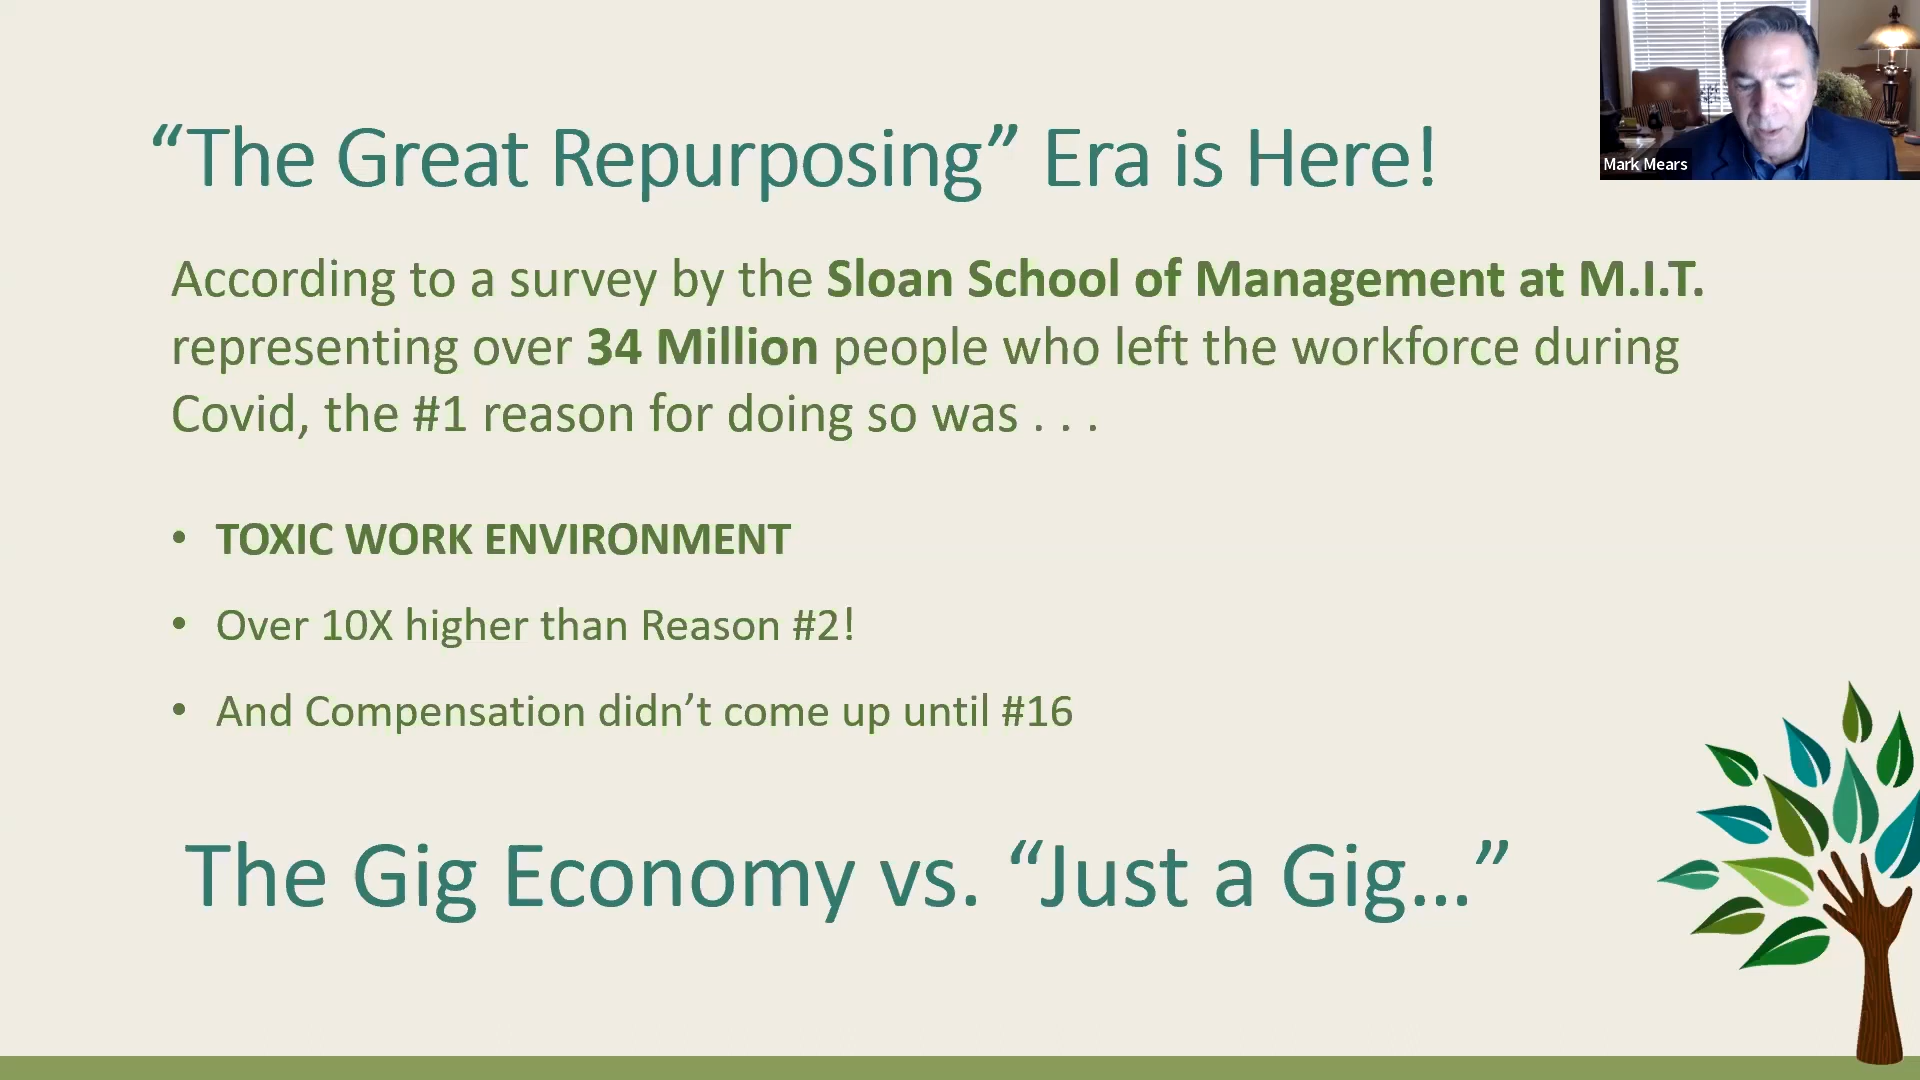 “The Great Repurposing” Era is Here!
Mark Mears
According to a survey by the Sloan School of Management at M.I.T.
representing over 34 Million people who left the workforce during
Covid, the #1 reason for doing so was . . .
• TOXIC WORK ENVIRONMENT
• Over 10X higher than Reason #2!
• And Compensation didn’t come up until #16
The Gig Economy vs. “Just a Gig…”